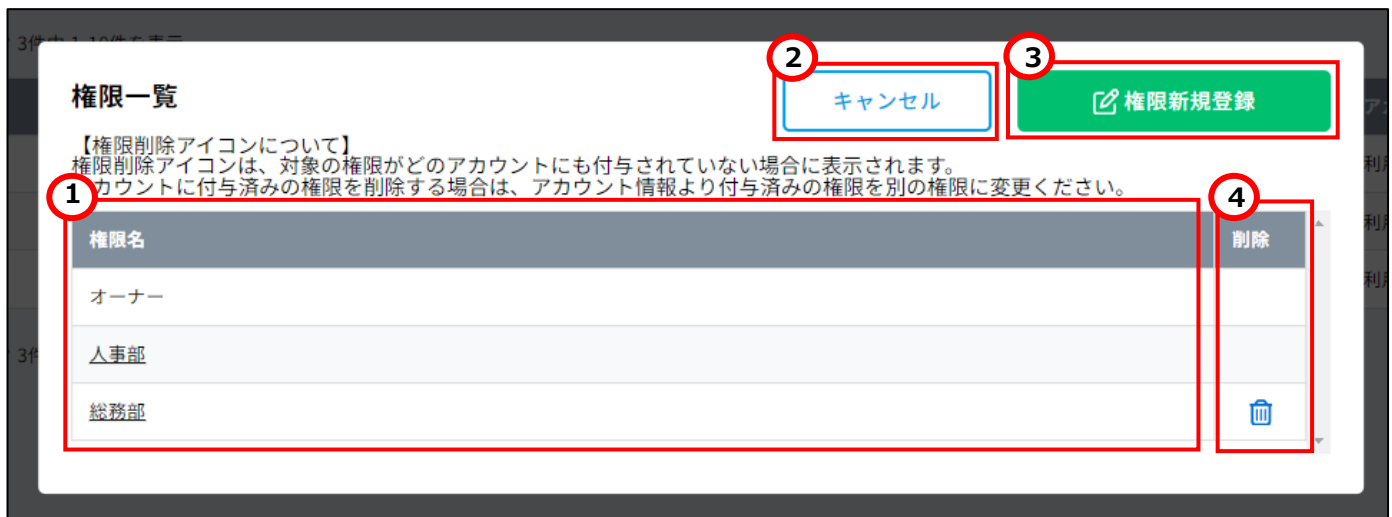 3件
権限一覧
2
キャンセル
3
権限新規登録
【権限削除アイコンについて】
権限削除アイコンは、対象の権限がどのアカウントにも付与されていない場合に表示されます。
カウントに付与済みの権限を削除する場合は、アカウント情報より付与済みの権限を別の権限に変更ください。
1
4
権限名
削除
オーナー
人事部
総務部
3件
ア
利用
利用
利用